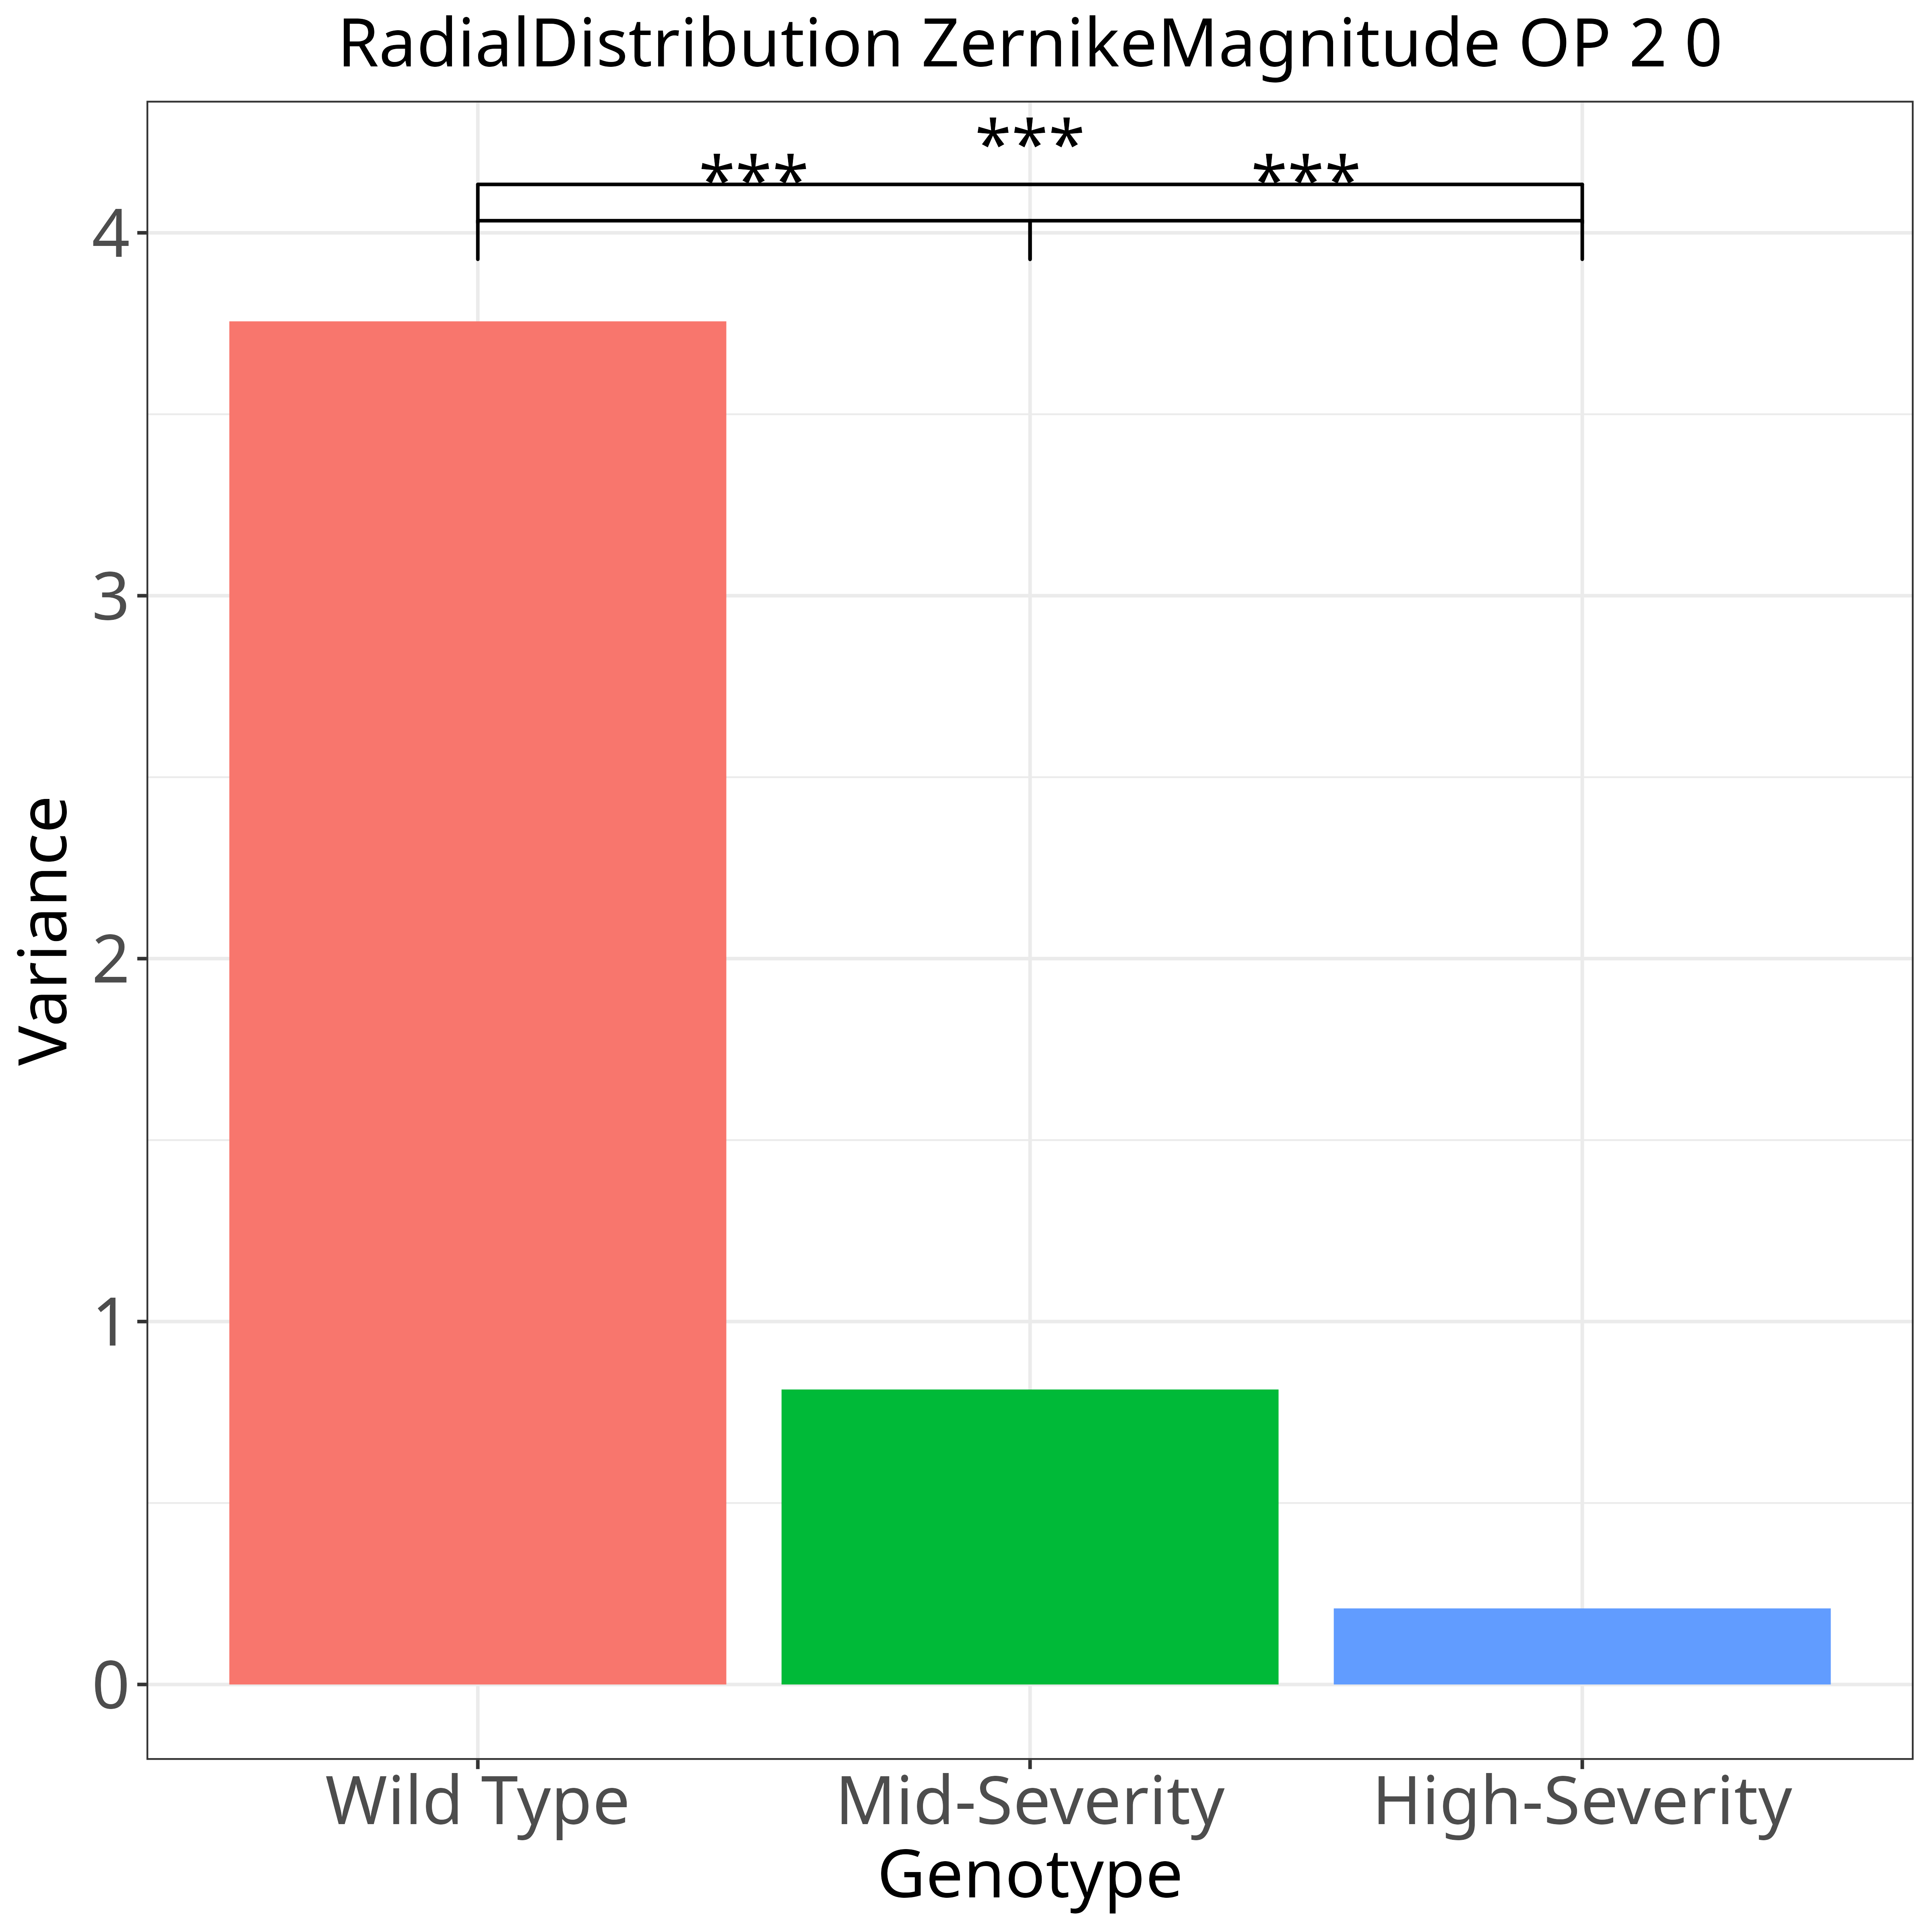 RadialDistribution ZernikeMagnitude OP 2 0
***
*** ***
4
3
2
1
0
Variance
Wild Type Mid-Severity High-Severity
Genotype